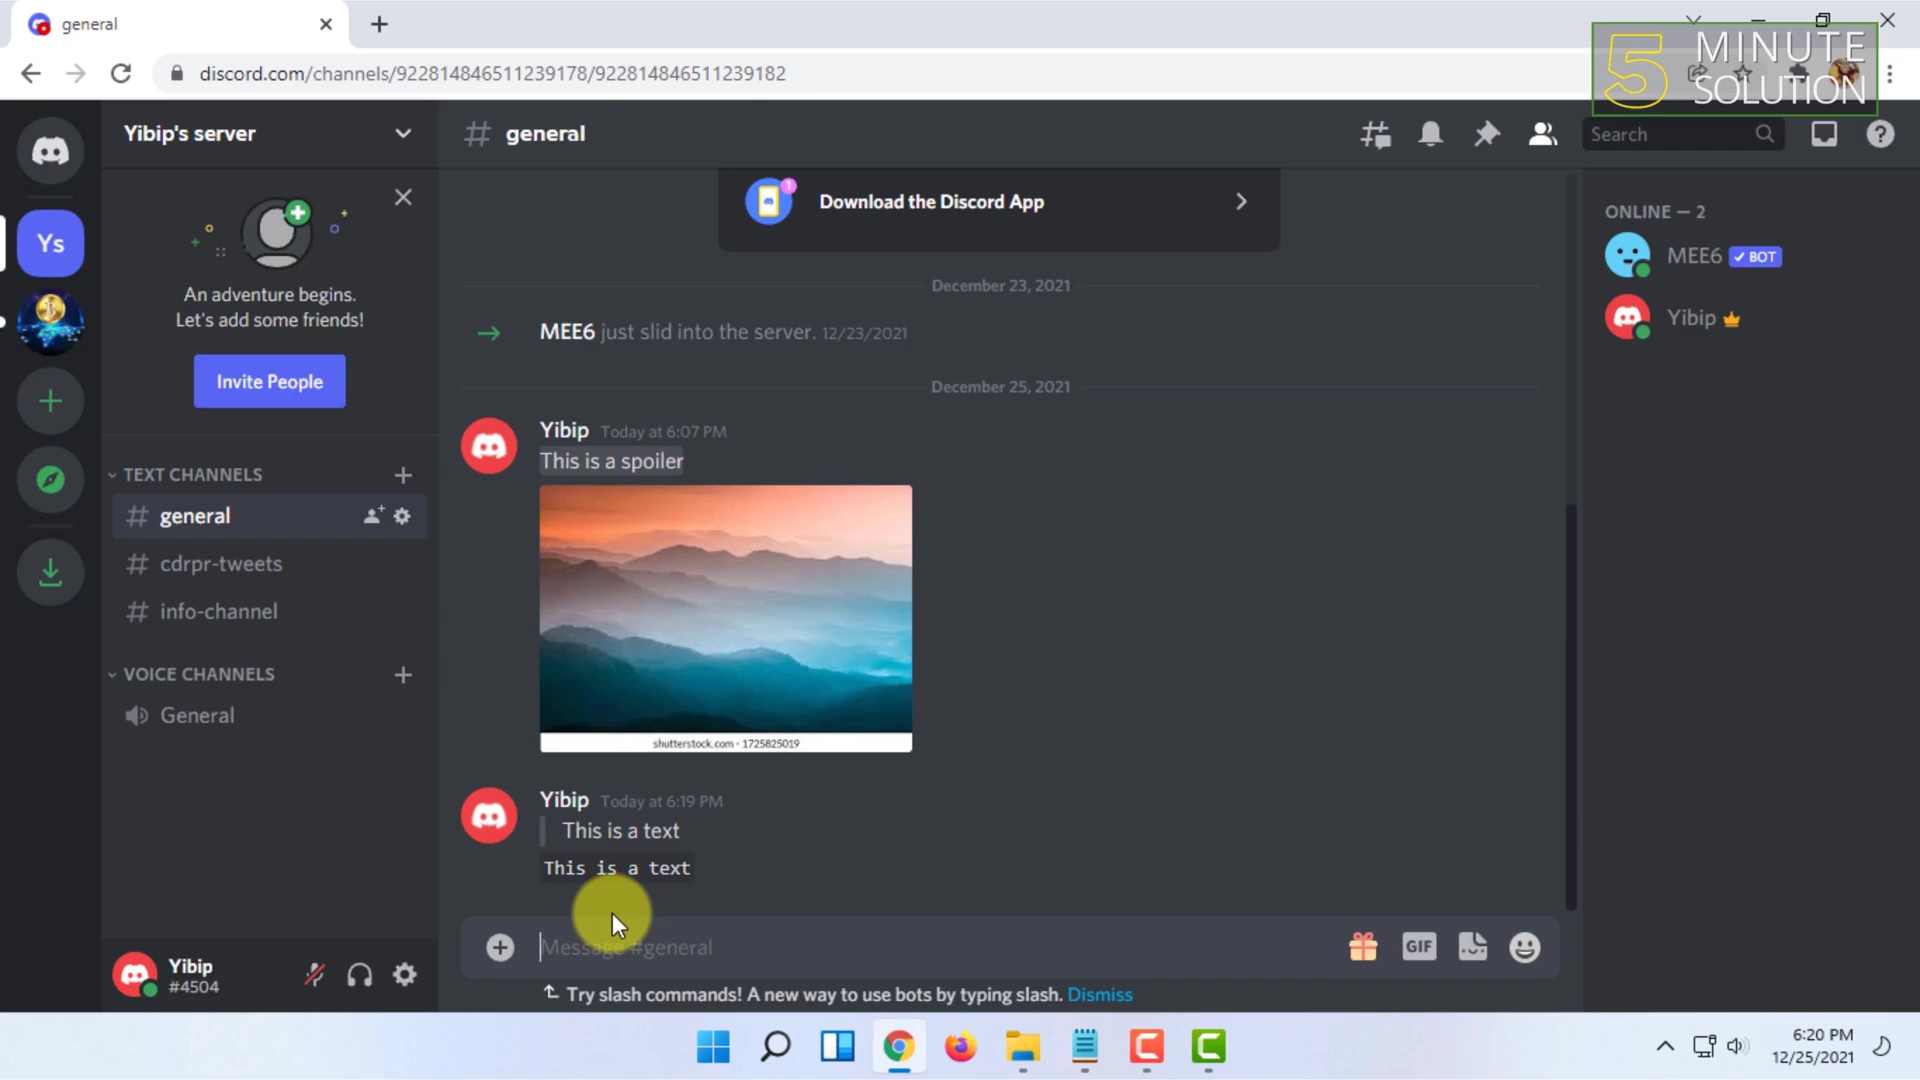 general
discord.com/channels/922814846511239178/922814846511239182
5 MINUTE
SOLUTION
Yibip's server
general
Search
Ys
An adventure begins.
Let's add some friends!
Invite People
TEXT CHANNELS
general
cdrpr-tweets
info-channel
VOICE CHANNELS
General
Yibip
#4504
Download the Discord App
1
December 23, 2021
MEE6 just slid into the server. 12/23/2021
December 25, 2021
Yibip Today at 6:07 PM
This is a spoiler
shutterstock.com · 1725825019
Yibip Today at 6:19 PM
This is a text
This is a text
Message #general
GIF
Try slash commands! A new way to use bots by typing slash. Dismiss
ONLINE — 2
MEE6 BOT
Yibip
6:20 PM
12/25/2021